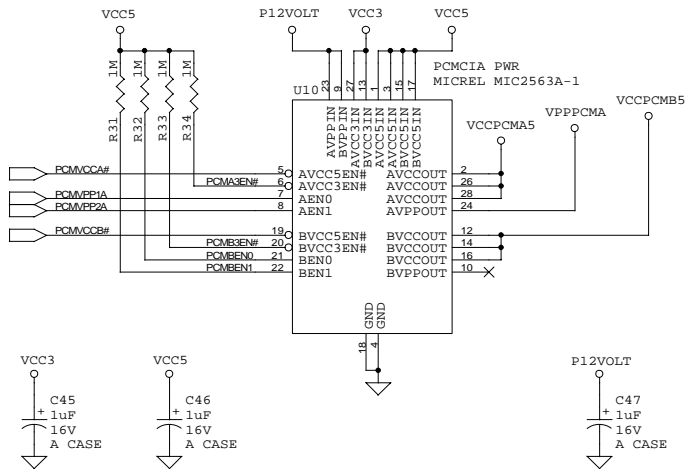 VCC5
P12VOLT
VCC3
VCC5
PCMCIA PWR
MICREL MIC2563A-1
U10
VCCPCMB5
VPPPCMA
VCCPCMA5
1M
1M
1M
1M
R31
R32
R33
R34
23
9
27
13
1
3
15
17
AVPPIN
BVPPIN
AVCC3IN
BVCC3IN
AVCC5IN
AVCC5IN
BVCC5IN
BVCC5IN
PCMVCCA# 5 AVCC5EN# AVCCOUT 2
PCMA3EN# 6 AVCC3EN# AVCCOUT 26
PCMVPP1A 7 AEN0 AVCCOUT 28
PCMVPP2A 8 AEN1 AVPPOUT 24
PCMVCCB# 19 BVCC5EN# BVCCOUT 12
PCMB3EN# 20 BVCC3EN# BVCCOUT 14
PCMBEN0 21 BEN0 BVCCOUT 16
PCMBEN1 22 BEN1 BVPPOUT 10
GND
GND
18
4
VCC3
+
C45
1uF
16V
A CASE
VCC5
+
C46
1uF
16V
A CASE
P12VOLT
+
C47
1uF
16V
A CASE